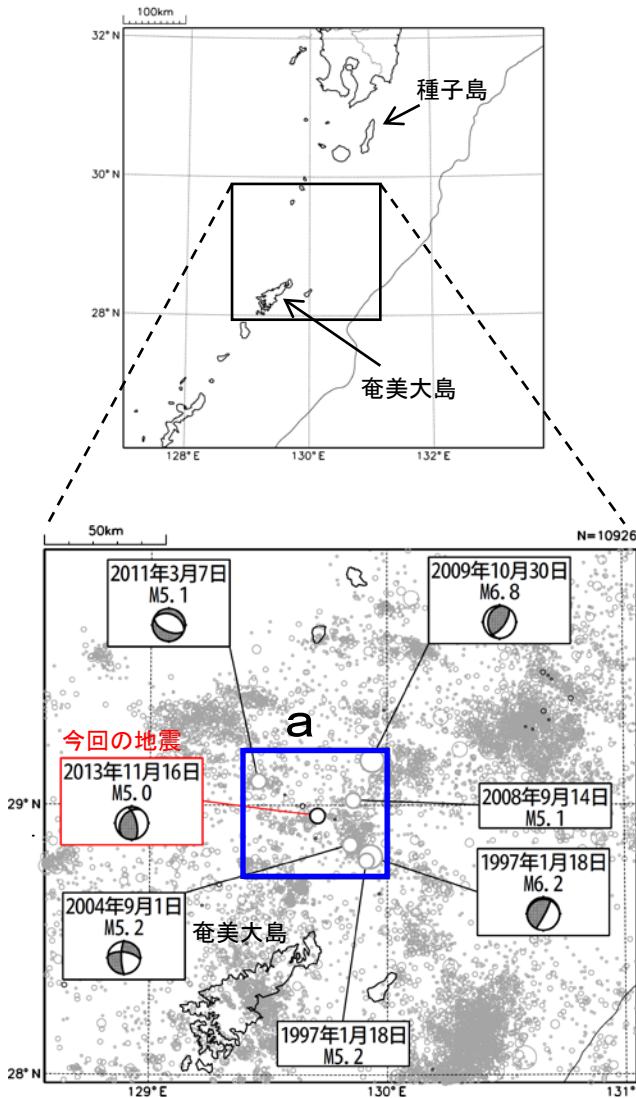 100km
32°N
種子島
30°N
28°N
奄美大島
128°E
130°E
132°E
50km
N=10926
2011年3月7日
M5.1
2009年10月30日
M6.8
a
今回の地震
2013年11月16日
M5.0
29°N
2008年9月14日
M5.1
1997年1月18日
M6.2
2004年9月1日
M5.2
奄美大島
1997年1月18日
M5.2
28°N
129°E
130°E
131°E